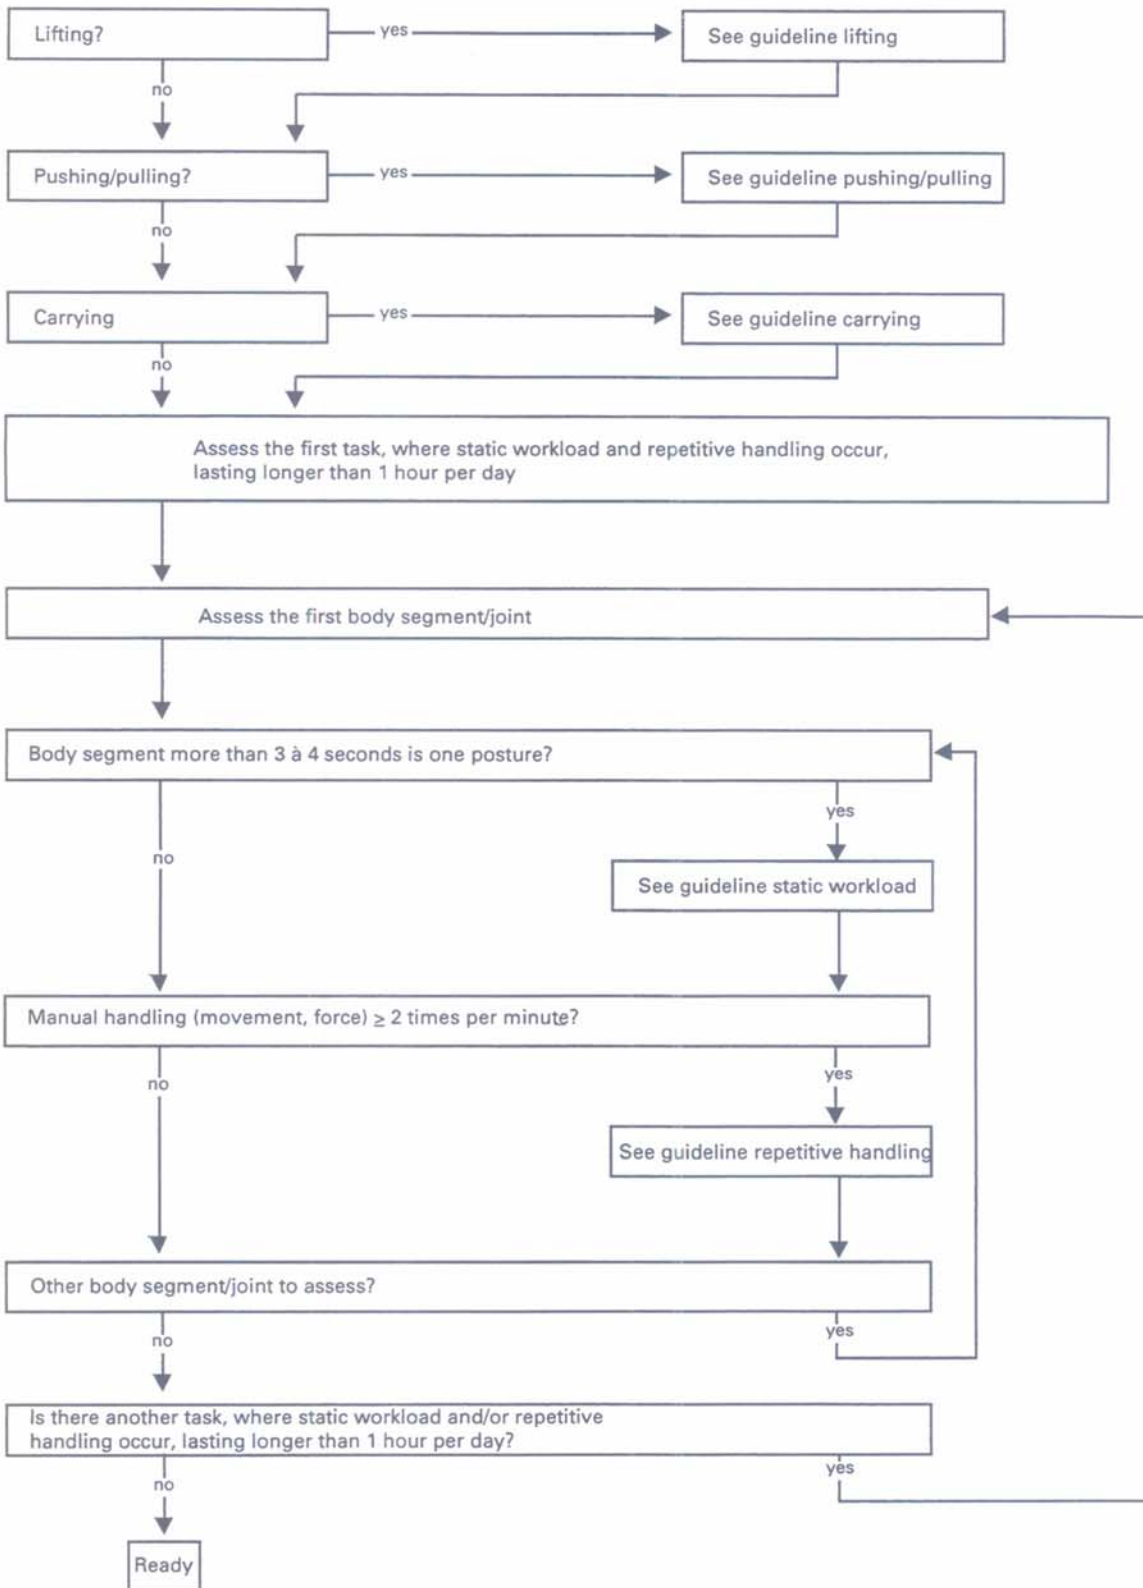 Lifting?
yes
See guideline lifting
no
Pushing/pulling?
yes
See guideline pushing/pulling
no
Carrying
yes
See guideline carrying
no
Assess the first task, where static workload and repetitive handling occur,
lasting longer than 1 hour per day
Assess the first body segment/joint
Body segment more than 3 à 4 seconds is one posture?
yes
no
See guideline static workload
Manual handling (movement, force) ≥ 2 times per minute?
yes
no
See guideline repetitive handling
Other body segment/joint to assess?
yes
no
Is there another task, where static workload and/or repetitive
handling occur, lasting longer than 1 hour per day?
yes
no
Ready